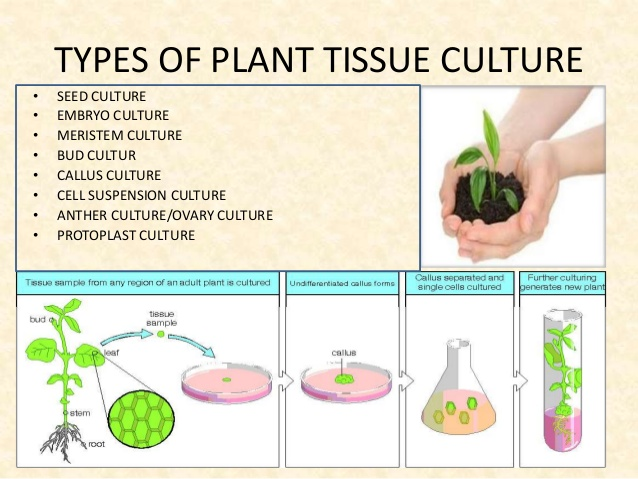 TYPES OF PLANT TISSUE CULTURE
• SEED CULTURE
• EMBRYO CULTURE
• MERISTEM CULTURE
• BUD CULTUR
• CALLUS CULTURE
• CELL SUSPENSION CULTURE
• ANTHER CULTURE/OVARY CULTURE
• PROTOPLAST CULTURE
Tissue sample from any region of an adult plant is cultured
Undifferentiated callus forms
Callus separated and
single cells cultured
Further culturing
generates new plant
bud
tissue
sample
leaf
stem
root
callus